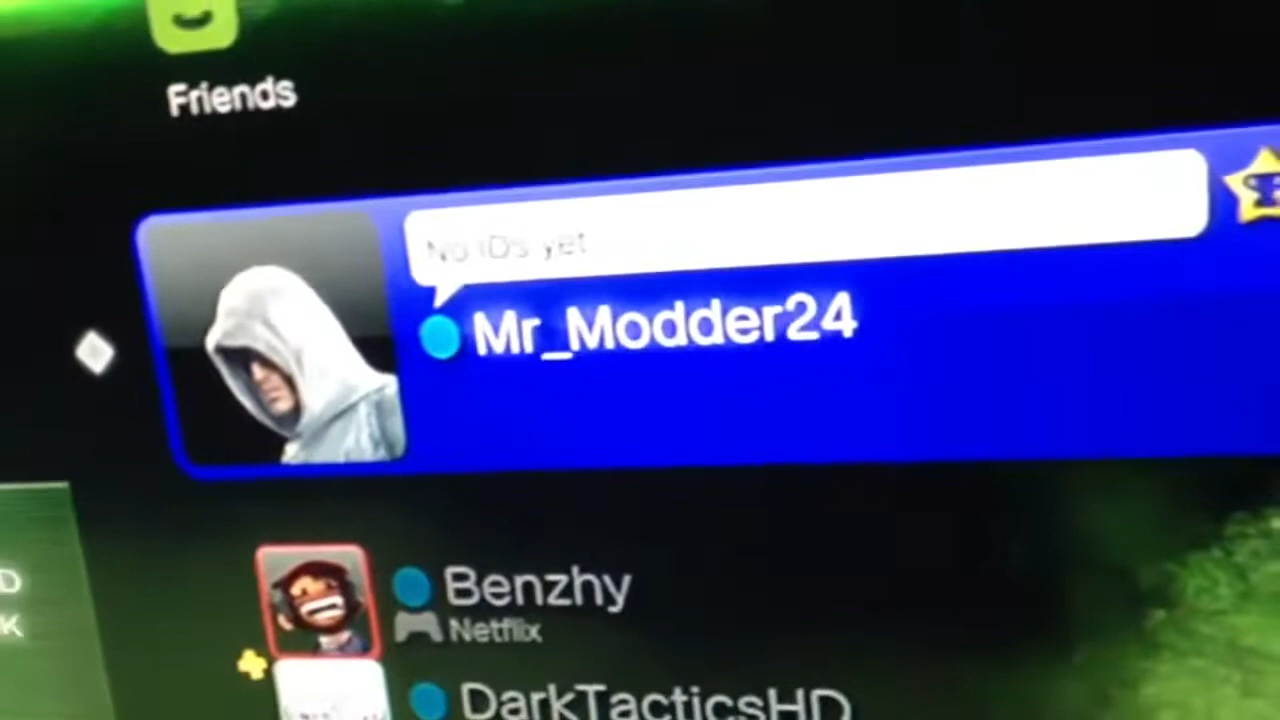 Friends
No IDs yet
Mr_Modder24
Benzhy
Netflix
DarkTacticsHD
D
K